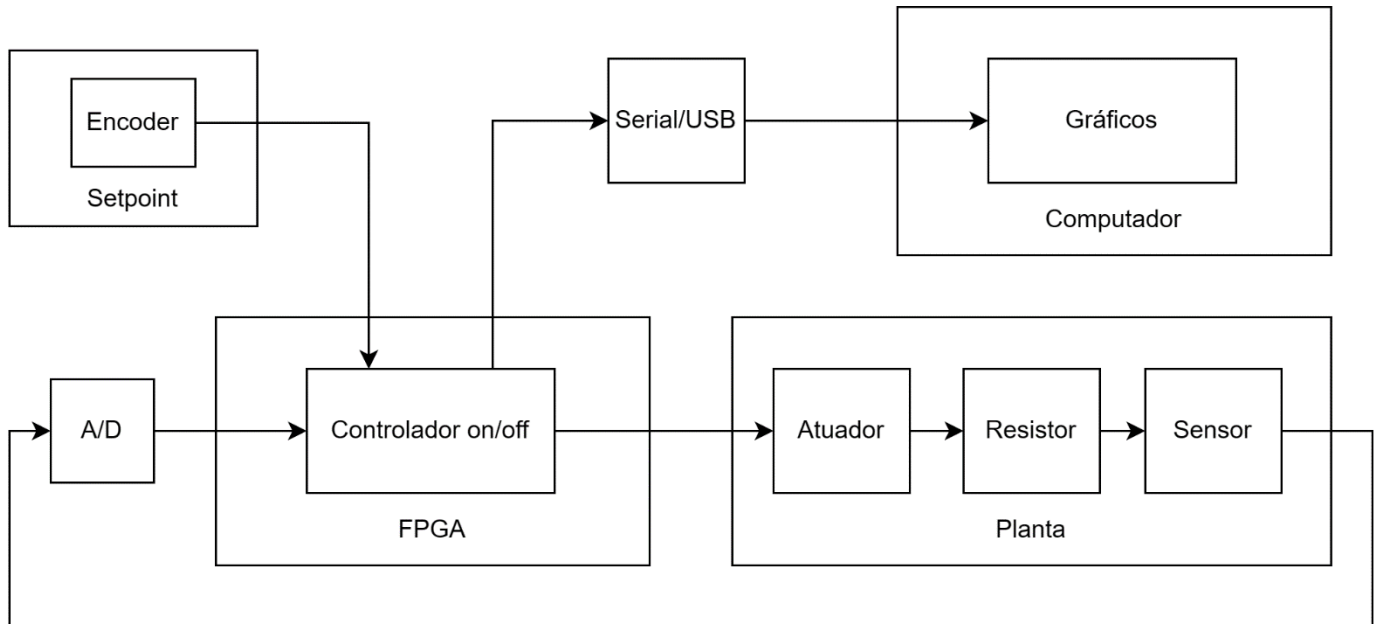 Encoder
Setpoint
Serial/USB
Gráficos
Computador
A/D
Controlador on/off
FPGA
Atuador
Resistor
Sensor
Planta